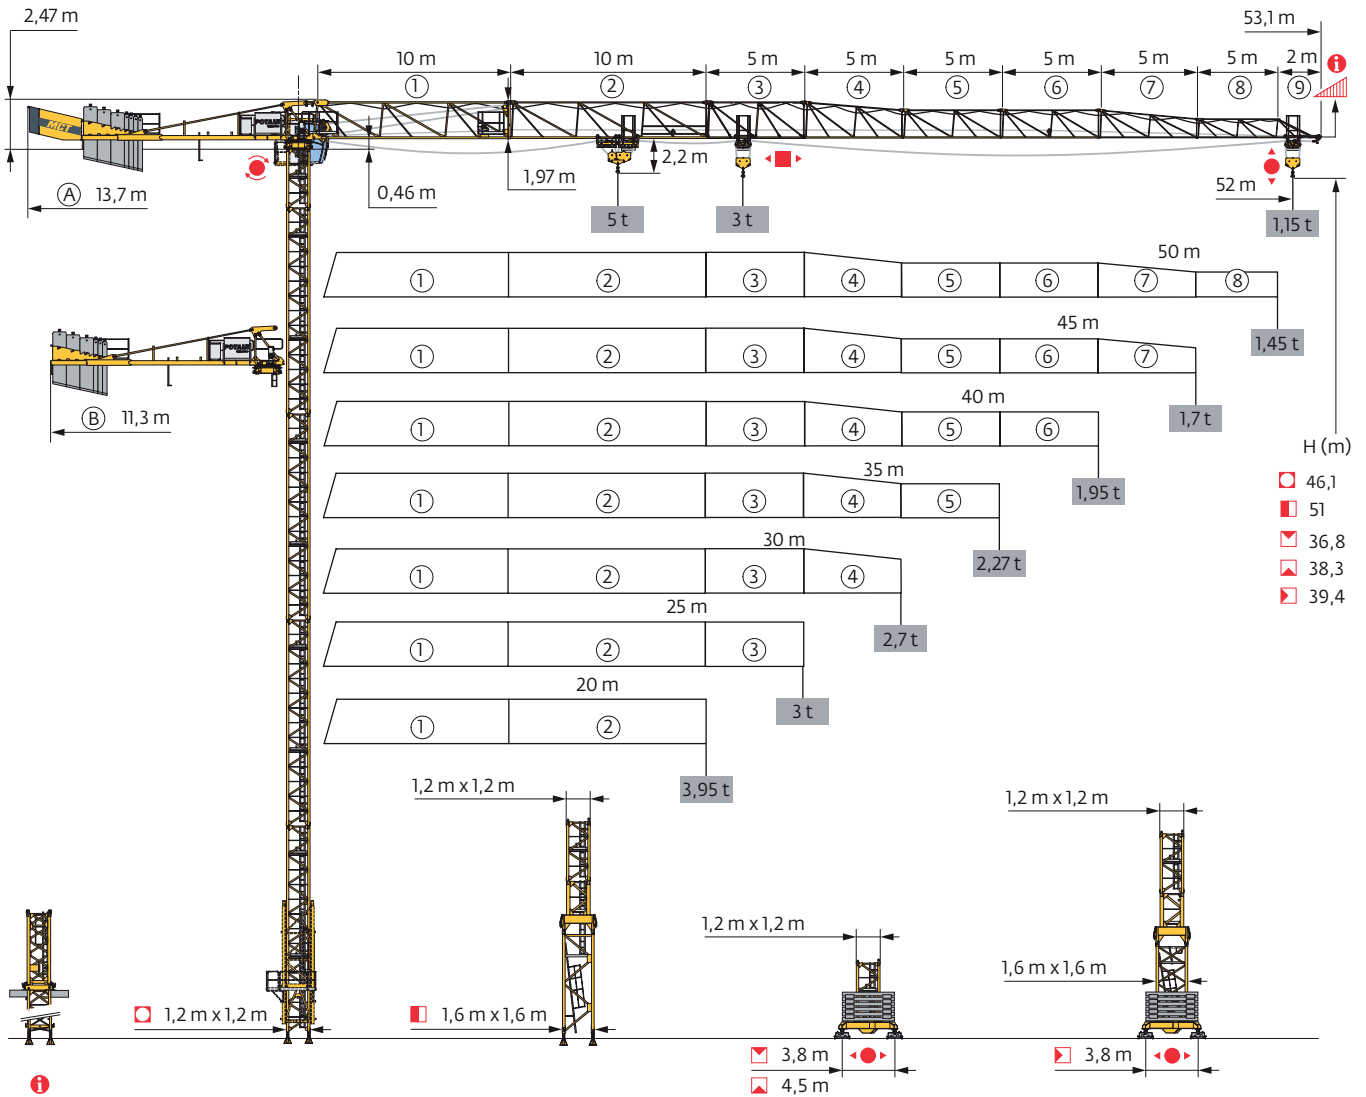 2,47 m
53,1 m
10 m 10 m 5 m 5 m 5 m 5 m 5 m 5 m 2 m
① ② ③ ④ ⑤ ⑥ ⑦ ⑧ ⑨
i
MCT
POTAIN
2,2 m
1,97 m
0,46 m
Ⓐ 13,7 m
52 m
5 t 3 t 1,15 t
50 m
① ② ③ ④ ⑤ ⑥ ⑦ ⑧
1,45 t
45 m
POTAIN
① ② ③ ④ ⑤ ⑥ ⑦
1,7 t
Ⓑ 11,3 m
40 m
① ② ③ ④ ⑤ ⑥
1,95 t
H (m)
46,1
51
36,8
38,3
39,4
35 m
① ② ③ ④ ⑤
2,27 t
30 m
① ② ③ ④
2,7 t
25 m
① ② ③
3 t
20 m
① ②
3,95 t
1,2 m x 1,2 m
1,2 m x 1,2 m
1,2 m x 1,2 m
1,6 m x 1,6 m
1,2 m x 1,2 m
1,6 m x 1,6 m
3,8 m
4,5 m
3,8 m
i